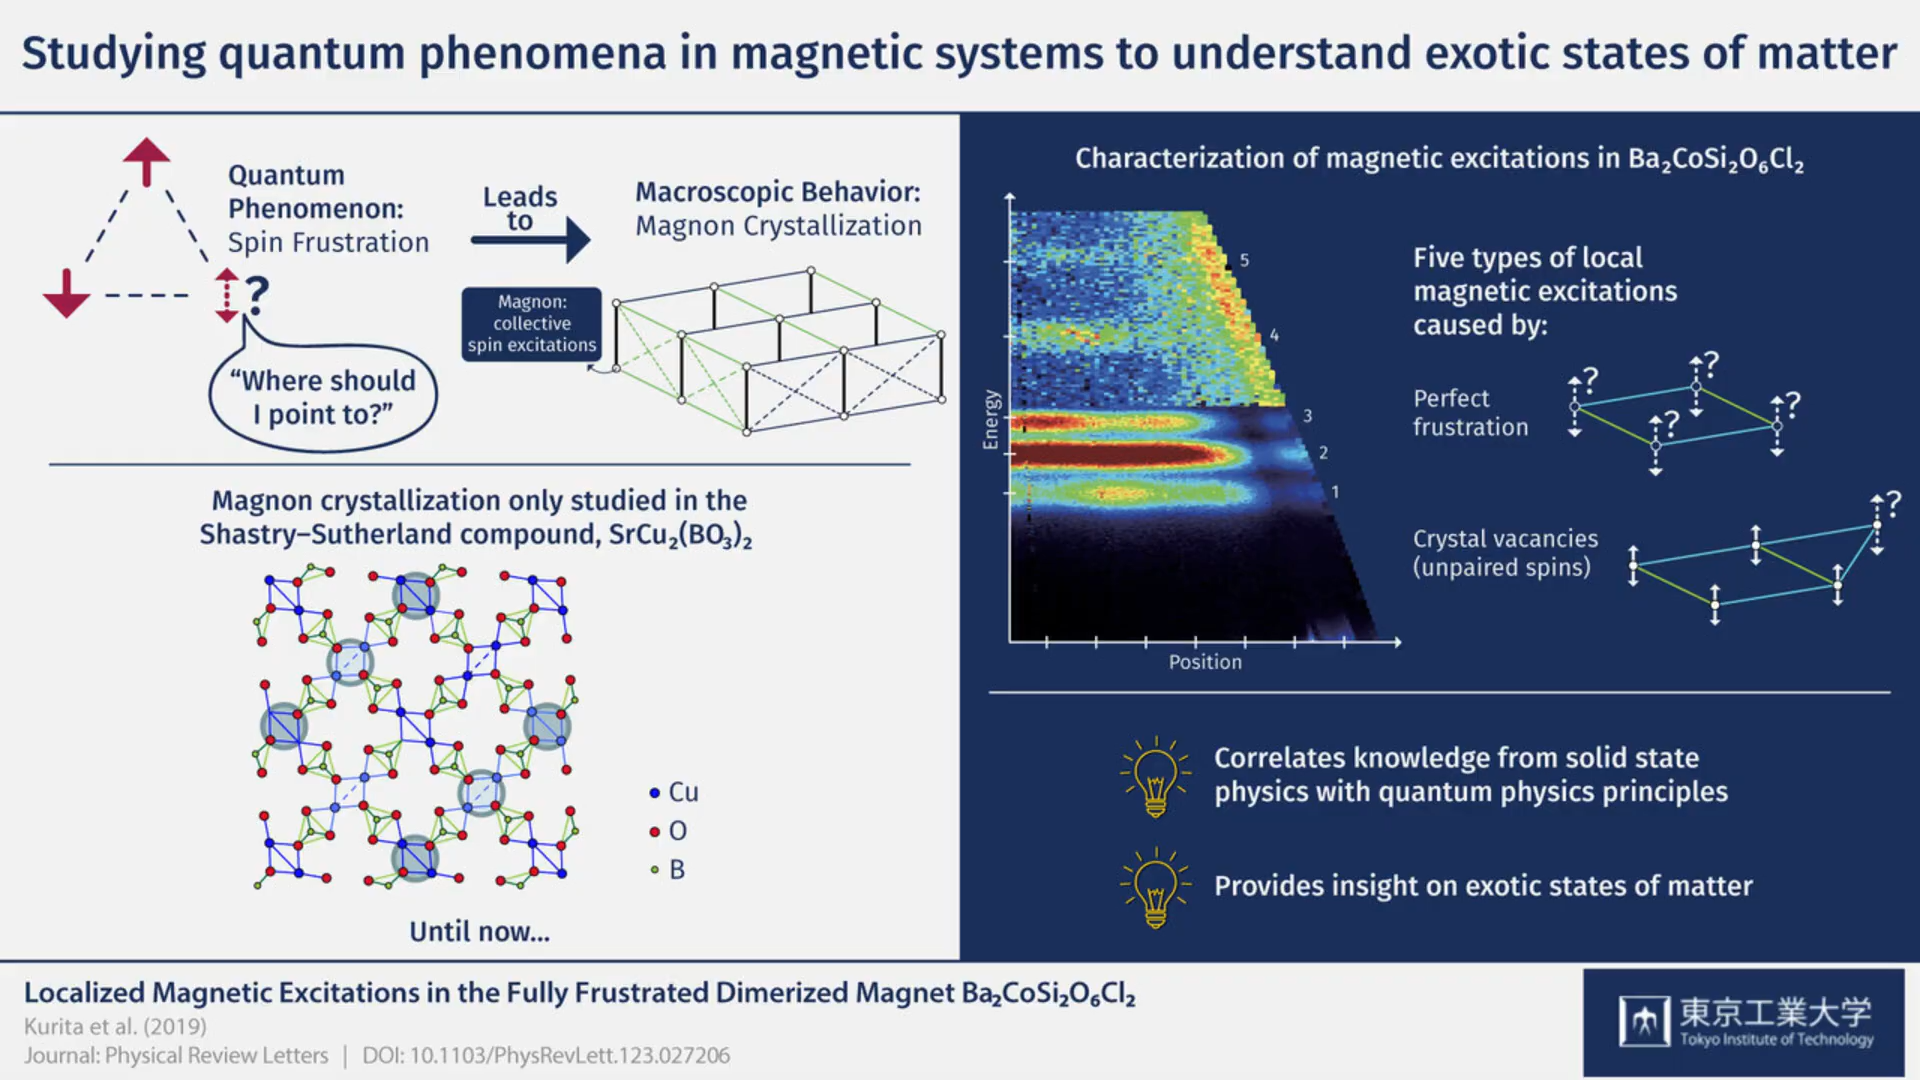 Studying quantum phenomena in magnetic systems to understand exotic states of matter
Quantum
Phenomenon:
Spin Frustration
?
“Where should
I point to?”
Leads
to
Macroscopic Behavior:
Magnon Crystallization
Magnon:
collective
spin excitations
Magnon crystallization only studied in the
Shastry–Sutherland compound, SrCu₂(BO₃)₂
Cu
O
B
Until now...
Characterization of magnetic excitations in Ba₂CoSi₂O₆Cl₂
Energy
5
4
3
2
1
Position
Five types of local
magnetic excitations
caused by:
Perfect
frustration
? ? ? ?
Crystal vacancies
(unpaired spins)
?
Correlates knowledge from solid state
physics with quantum physics principles
Provides insight on exotic states of matter
Localized Magnetic Excitations in the Fully Frustrated Dimerized Magnet Ba₂CoSi₂O₆Cl₂
Kurita et al. (2019)
Journal: Physical Review Letters | DOI: 10.1103/PhysRevLett.123.027206
東京工業大学
Tokyo Institute of Technology